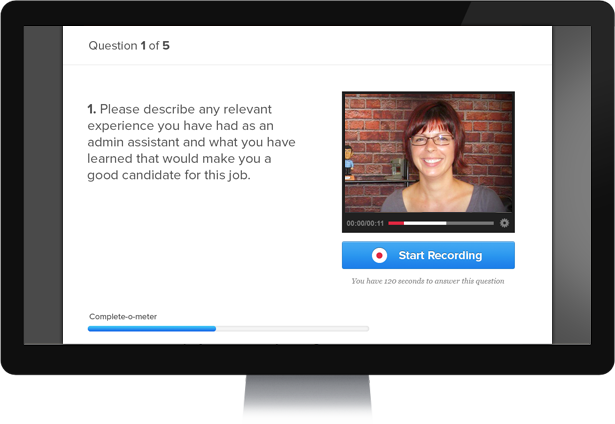 Question 1 of 5
1. Please describe any relevant
experience you have had as an
admin assistant and what you have
learned that would make you a
good candidate for this job.
00:00/00:11
Start Recording
You have 120 seconds to answer this question
Complete-o-meter